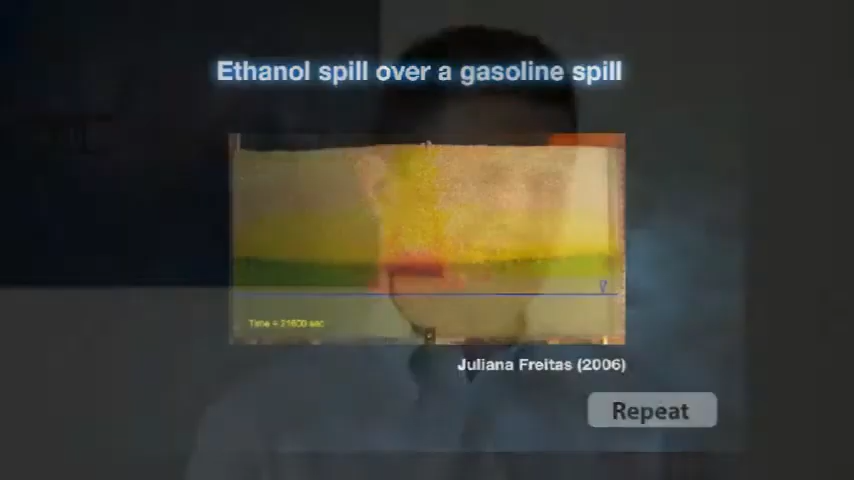 Ethanol spill over a gasoline spill
Time = 21600 sec
Juliana Freitas (2006)
Repeat